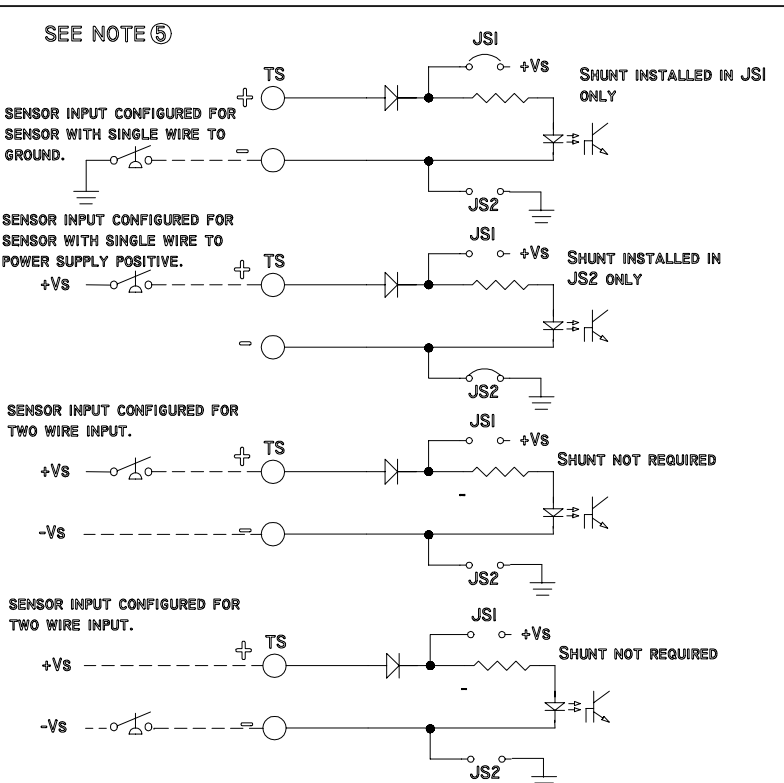 SEE NOTE ⑤
JS1
+Vs
TS
+
SHUNT INSTALLED IN JS1
ONLY
SENSOR INPUT CONFIGURED FOR
SENSOR WITH SINGLE WIRE TO
GROUND.
-
JS2
SENSOR INPUT CONFIGURED FOR
SENSOR WITH SINGLE WIRE TO
POWER SUPPLY POSITIVE.
+Vs
+
TS
JS1
+Vs
SHUNT INSTALLED IN
JS2 ONLY
-
JS2
SENSOR INPUT CONFIGURED FOR
TWO WIRE INPUT.
+Vs
+
TS
JS1
+Vs
SHUNT NOT REQUIRED
-
-Vs
-
JS2
SENSOR INPUT CONFIGURED FOR
TWO WIRE INPUT.
+Vs
+
TS
JS1
+Vs
SHUNT NOT REQUIRED
-
-Vs
-
JS2